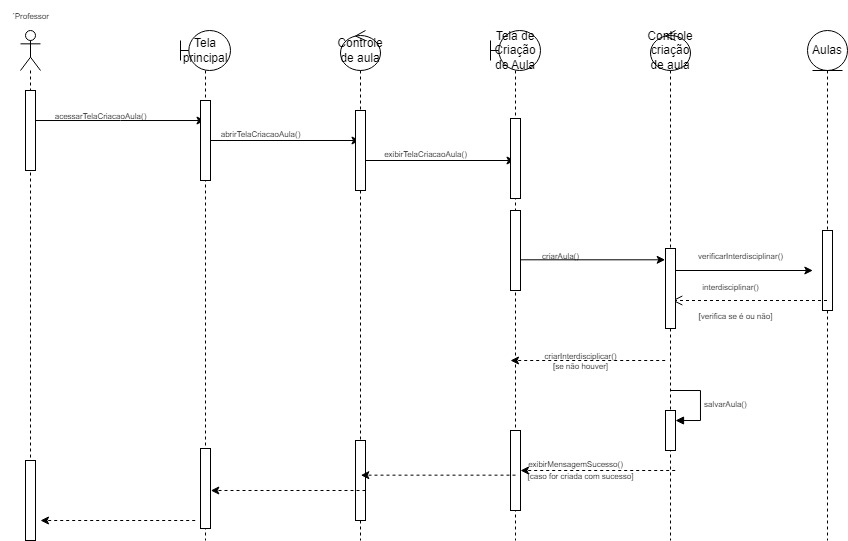 `Professor
Tela
principal
Controle
de aula
Tela de
Criação
de Aula
Controle
criação
de aula
Aulas
acessarTelaCriacaoAula()
abrirTelaCriacaoAula()
exibirTelaCriacaoAula()
criarAula()
verificarInterdisciplinar()
interdisciplinar()
[verifica se é ou não]
criarInterdisciplicar()
[se não houver]
salvarAula()
exibirMensagemSucesso()
[caso for criada com sucesso]